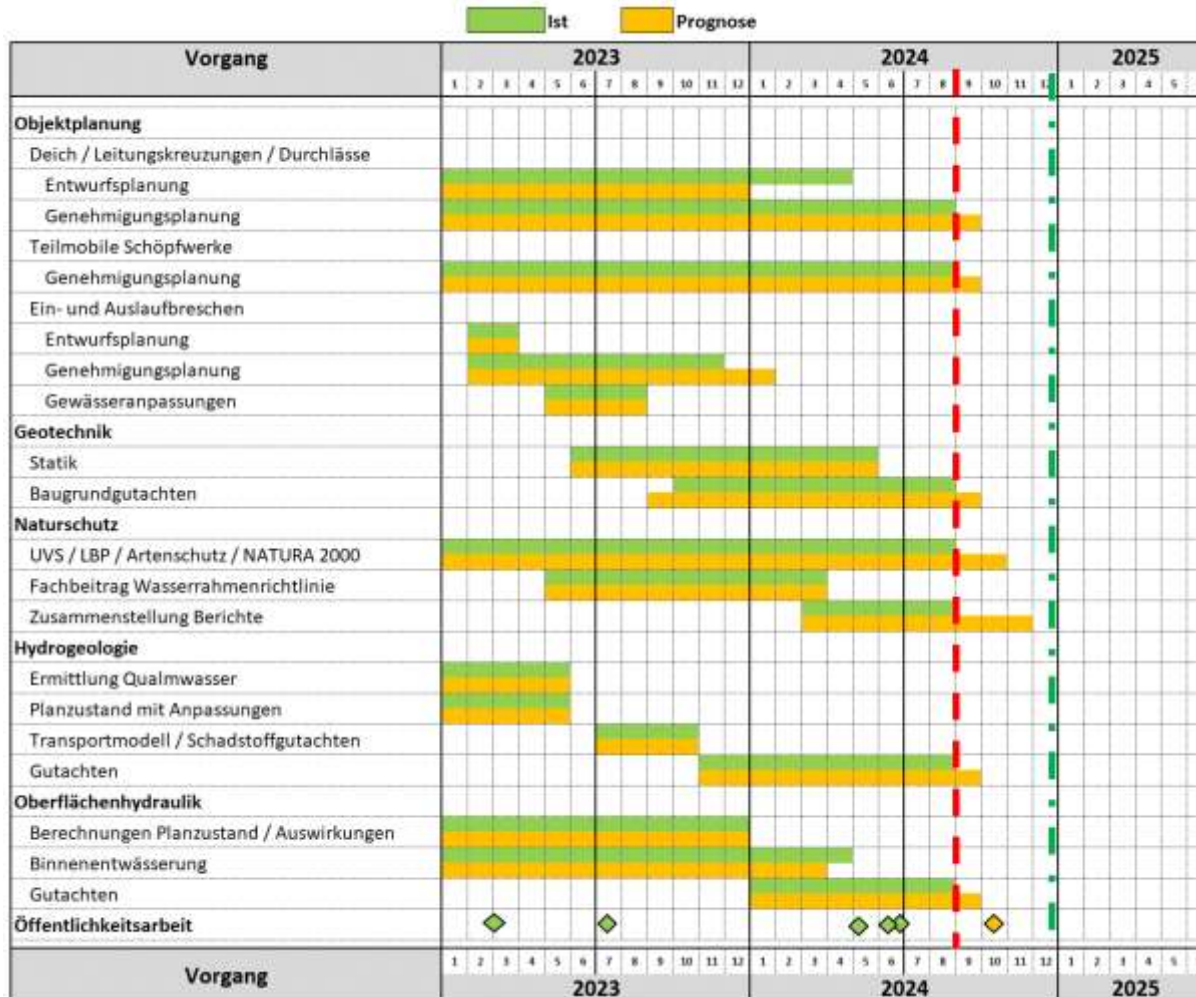 Ist Prognose
Vorgang 2023 2024 2025
1 2 3 4 5 6 7 8 9 10 11 12 1 2 3 4 5 6 7 8 9 10 11 12 1 2 3 4 5
Objektplanung
Deich / Leitungskreuzungen / Durchlässe
Entwurfsplanung
Genehmigungsplanung
Teilmobile Schöpfwerke
Genehmigungsplanung
Ein- und Auslaufbreschen
Entwurfsplanung
Genehmigungsplanung
Gewässeranpassungen
Geotechnik
Statik
Baugrundgutachten
Naturschutz
UVS / LBP / Artenschutz / NATURA 2000
Fachbeitrag Wasserrahmenrichtlinie
Zusammenstellung Berichte
Hydrogeologie
Ermittlung Qualmwasser
Planzustand mit Anpassungen
Transportmodell / Schadstoffgutachten
Gutachten
Oberflächenhydraulik
Berechnungen Planzustand / Auswirkungen
Binnenentwässerung
Gutachten
Öffentlichkeitsarbeit
1 2 3 4 5 6 7 8 9 10 11 12 1 2 3 4 5 6 7 8 9 10 11 12 1 2 3 4 5
Vorgang 2023 2024 2025